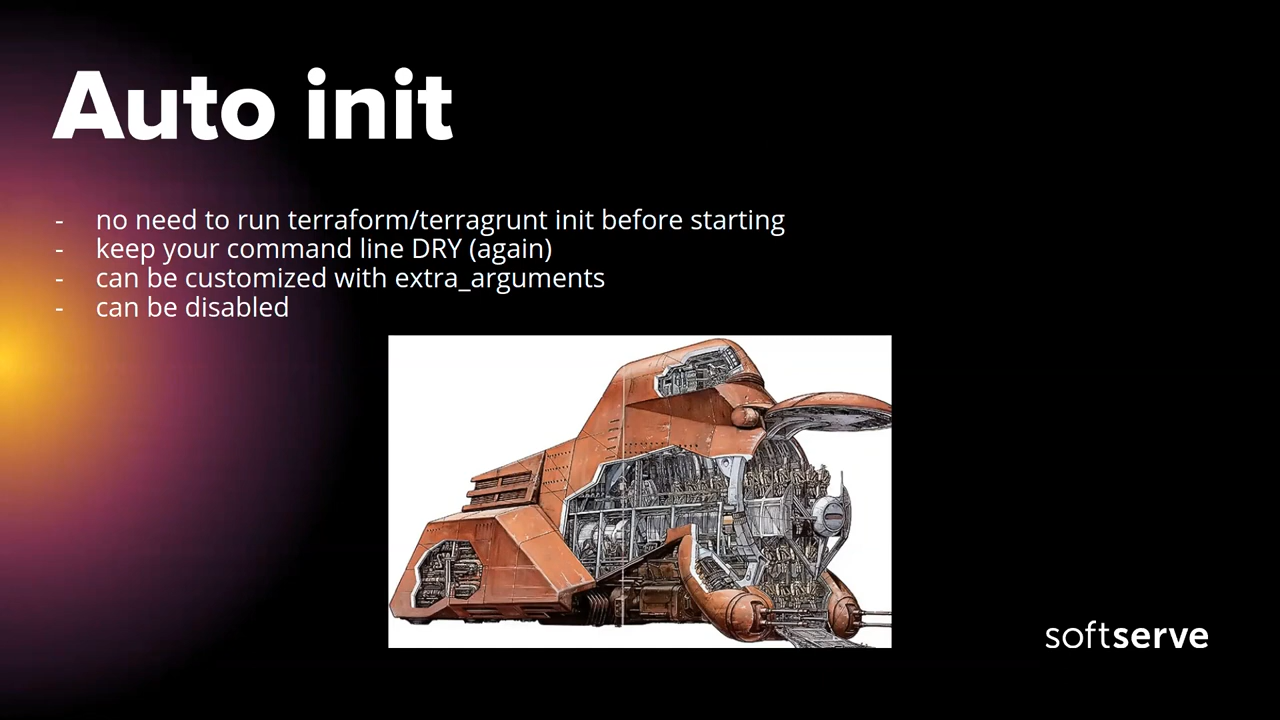 Auto init
- no need to run terraform/terragrunt init before starting
- keep your command line DRY (again)
- can be customized with extra_arguments
- can be disabled
softserve